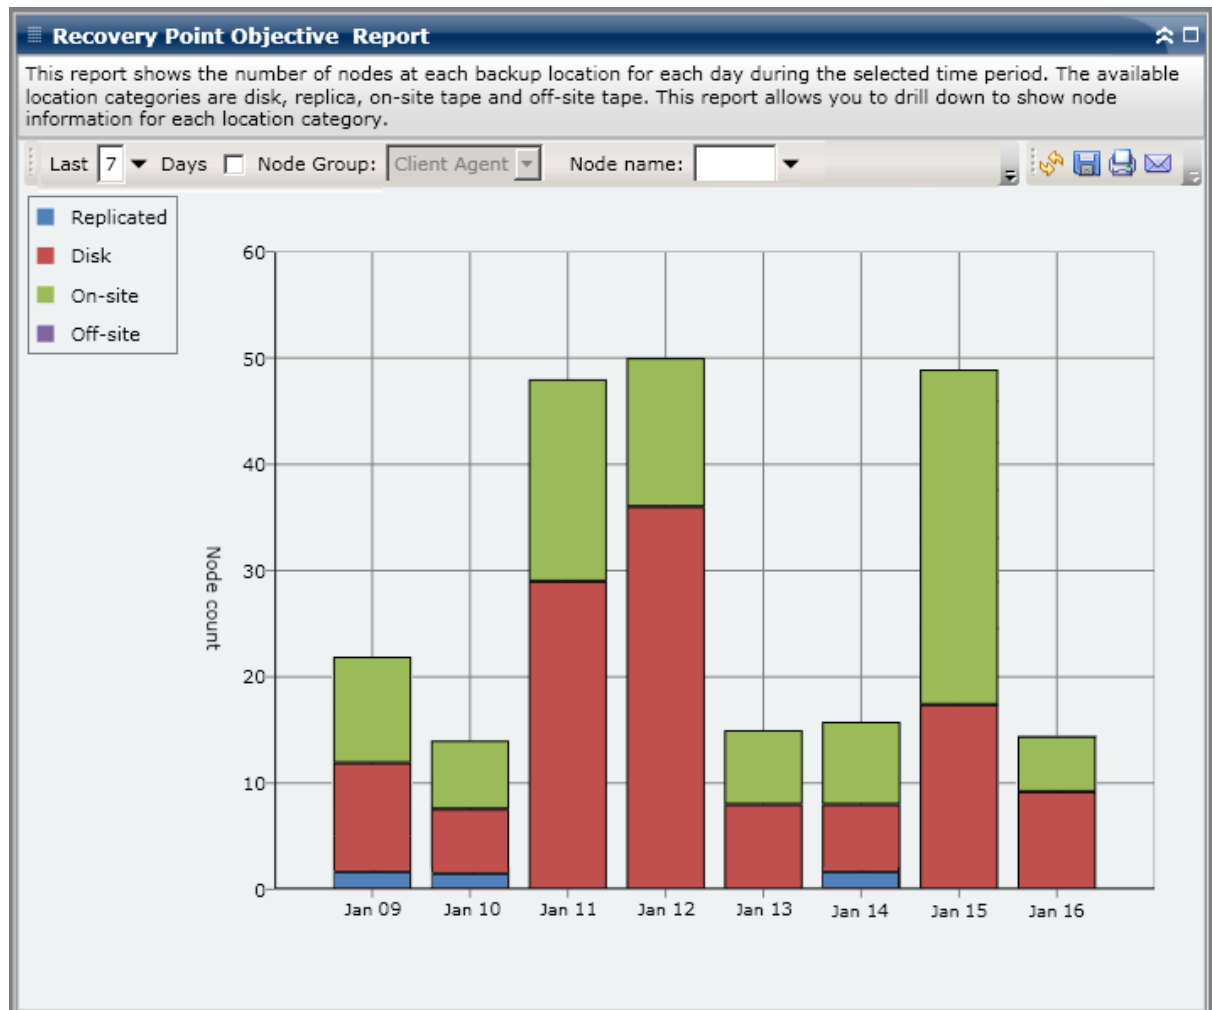 Recovery Point Objective Report
This report shows the number of nodes at each backup location for each day during the selected time period. The available
location categories are disk, replica, on-site tape and off-site tape. This report allows you to drill down to show node
information for each location category.
Last 7 Days Node Group: Client Agent Node name:
Replicated
Disk
On-site
Off-site
60
50
40
30
20
10
0
Node count
Jan 09 Jan 10 Jan 11 Jan 12 Jan 13 Jan 14 Jan 15 Jan 16